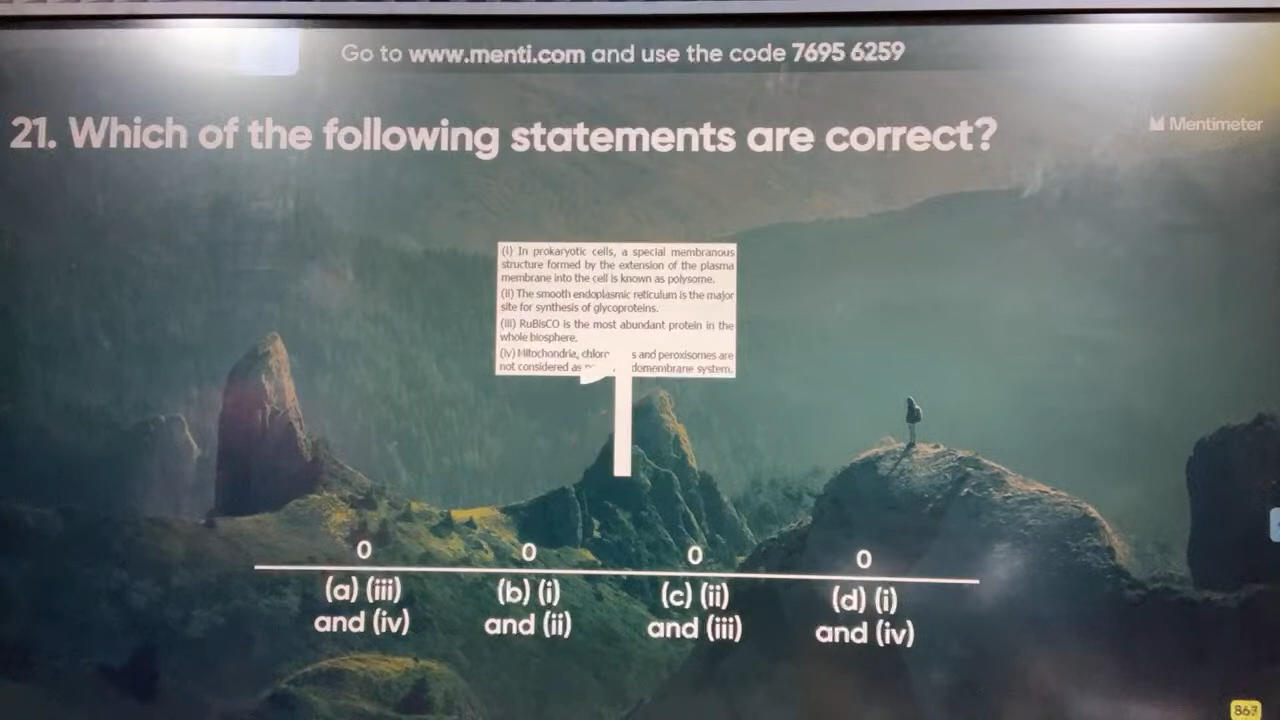 Go to www.menti.com and use the code 7695 6259
21. Which of the following statements are correct?
Mentimeter
(i) In prokaryotic cells, a special membranous
structure formed by the extension of the plasma
membrane into the cell is known as polysome.
(ii) The smooth endoplasmic reticulum is the major
site for synthesis of glycoproteins.
(iii) RuBisCO is the most abundant protein in the
whole biosphere.
(iv) Mitochondria, and peroxisomes are
not considered as system.
0 0 0 0
(a) (iii) (b) (i) (c) (ii) (d) (i)
and (iv) and (ii) and (iii) and (iv)
863